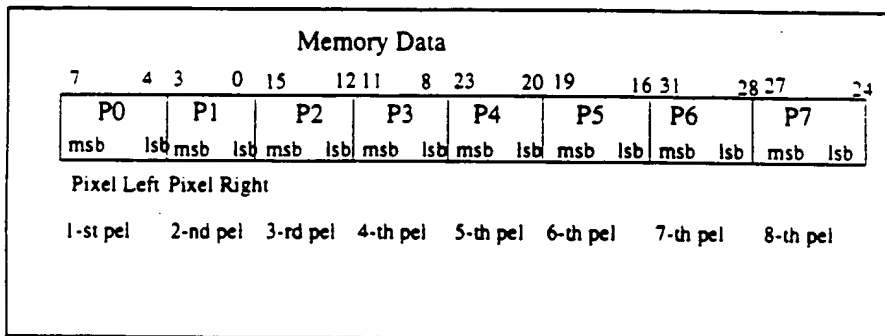 Memory Data
7 4 3 0 15 12 11 8 23 20 19 16 31 28 27 24
P0 P1 P2 P3 P4 P5 P6 P7
msb lsb msb lsb msb lsb msb lsb msb lsb msb lsb msb lsb msb lsb
Pixel Left Pixel Right
1-st pel 2-nd pel 3-rd pel 4-th pel 5-th pel 6-th pel 7-th pel 8-th pel